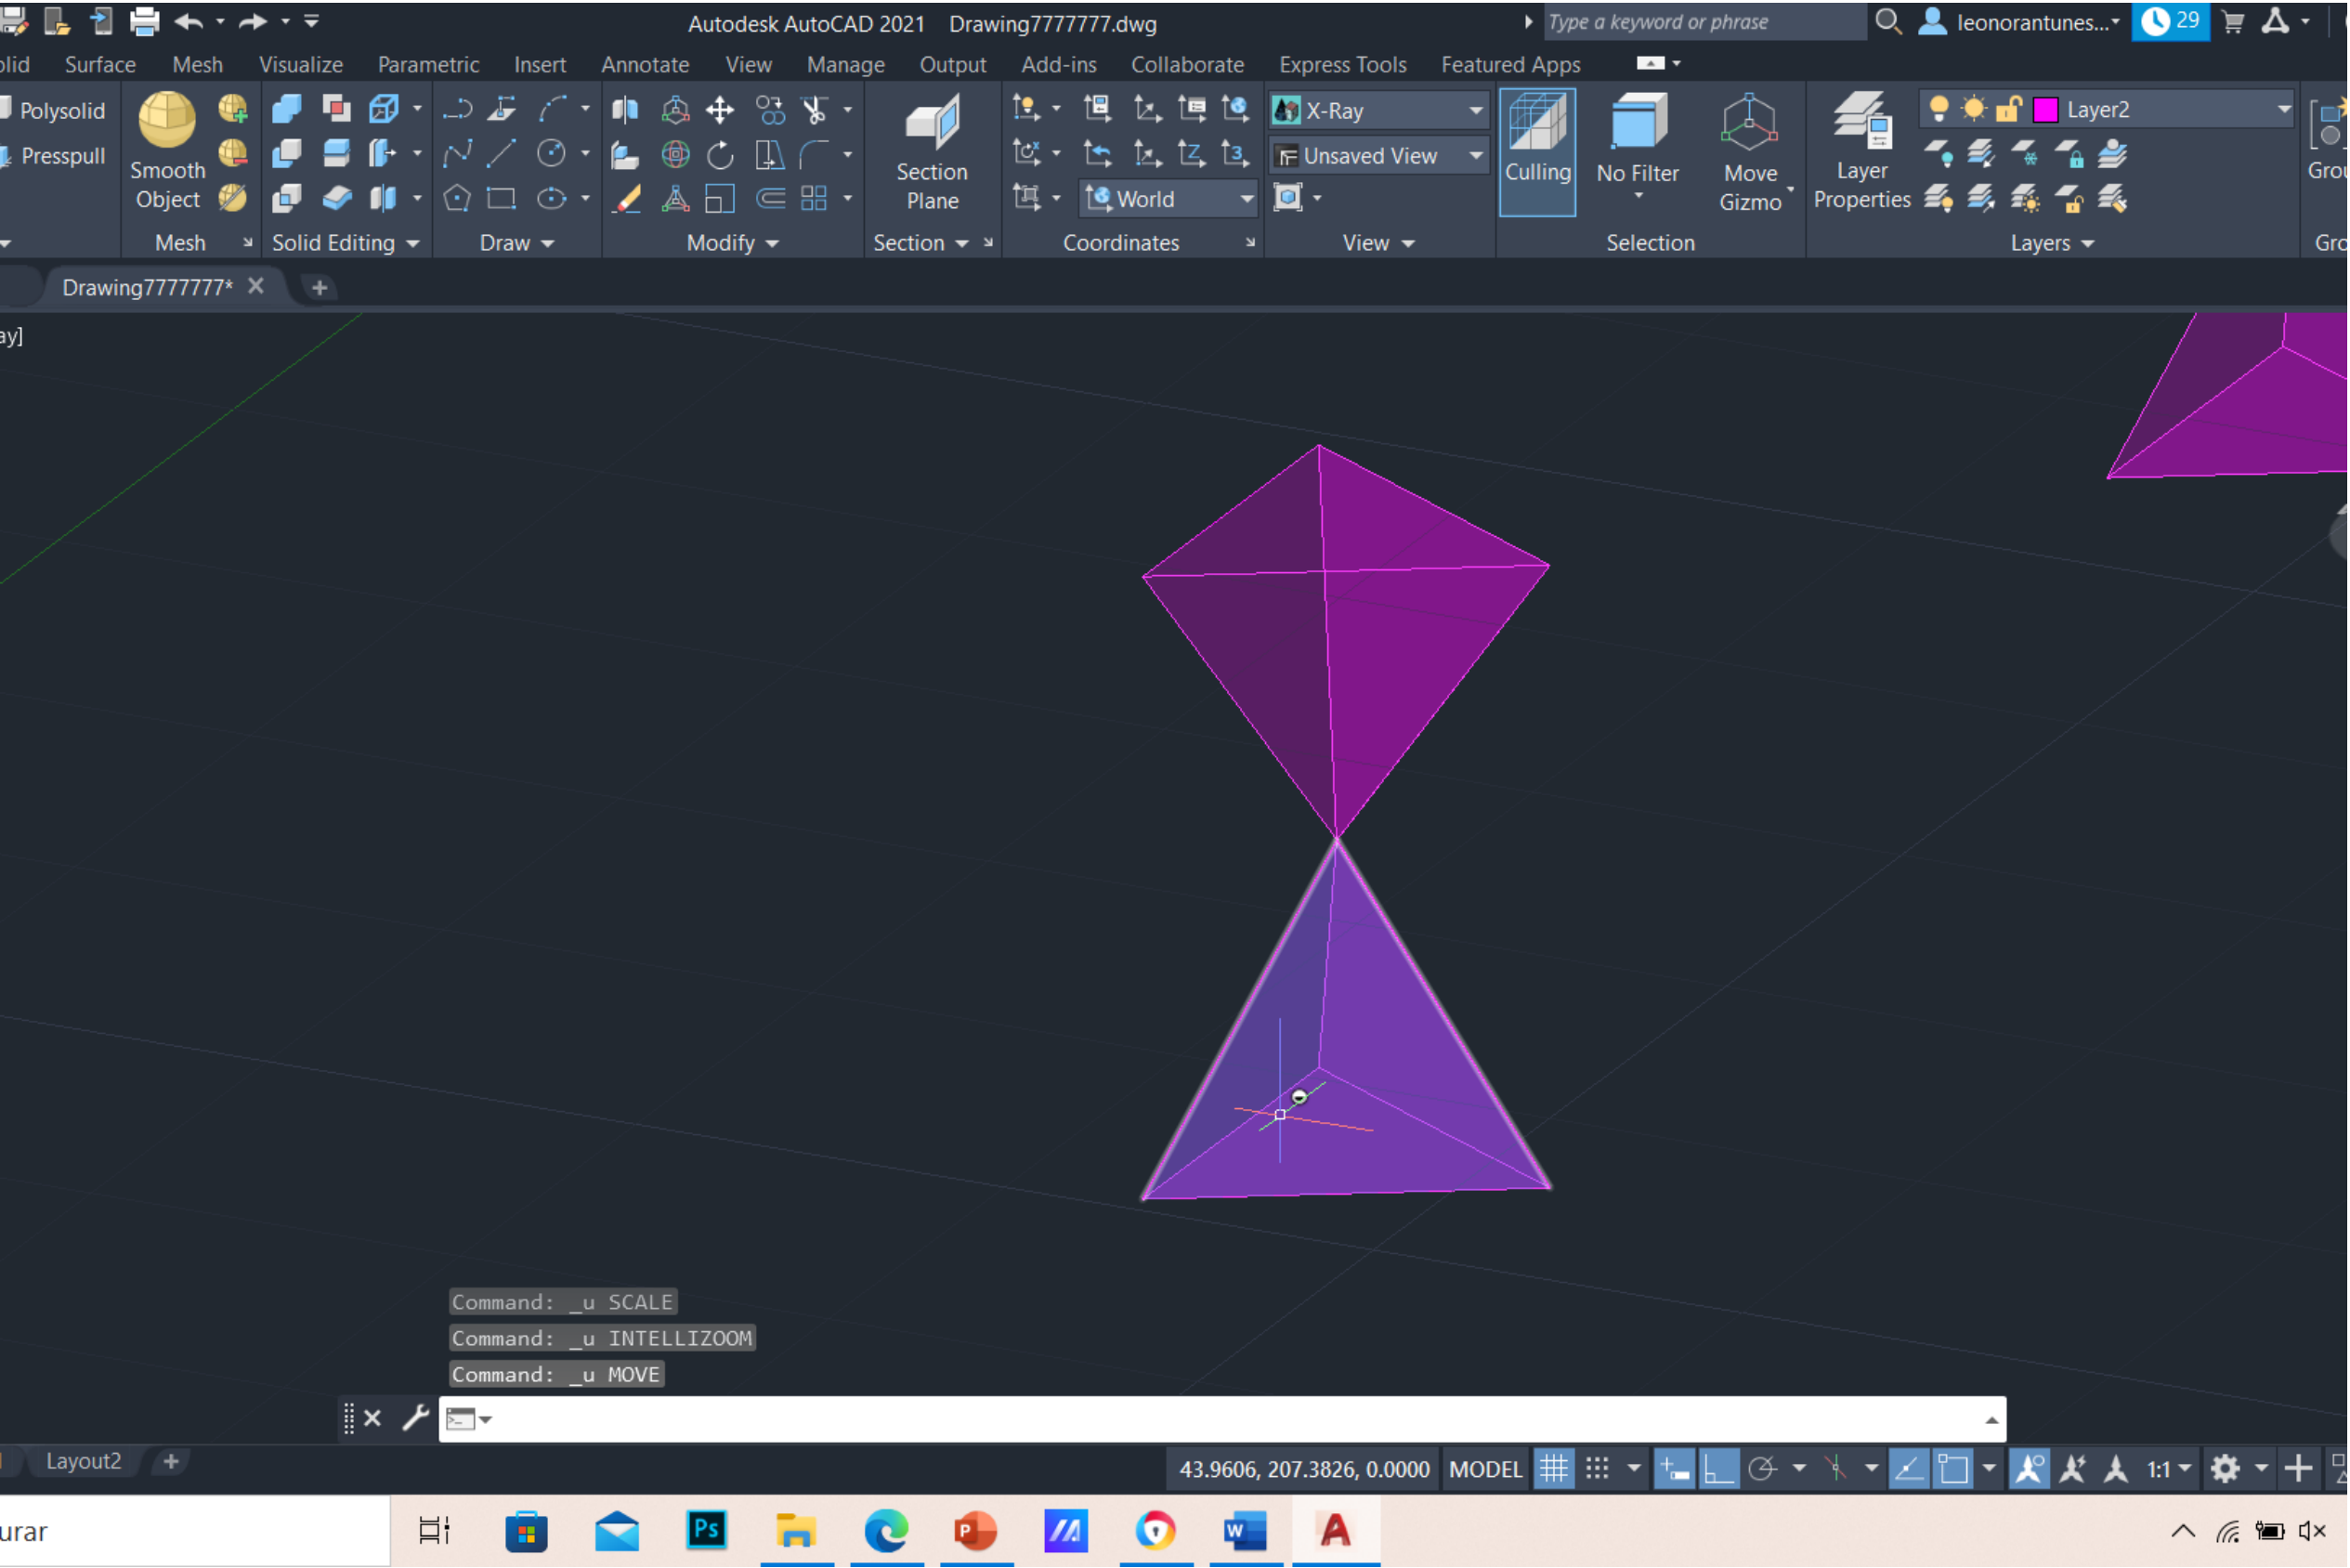 Autodesk AutoCAD 2021 Drawing7777777.dwg Type a keyword or phrase leonorantunes... 29
olid Surface Mesh Visualize Parametric Insert Annotate View Manage Output Add-ins Collaborate Express Tools Featured Apps
Polysolid
Presspull
Smooth
Object
Mesh
Solid Editing
Draw
Modify
Section
Plane
Section
World
Coordinates
X-Ray
Unsaved View
View
Culling
No Filter
Move
Gizmo
Selection
Layer
Properties
Layer2
Layers
Grou
Gro
Drawing7777777*
ay]
Command: _u SCALE
Command: _u INTELLIZOOM
Command: _u MOVE
Layout2
43.9606, 207.3826, 0.0000 MODEL 1:1
urar
Ps
P
W
A